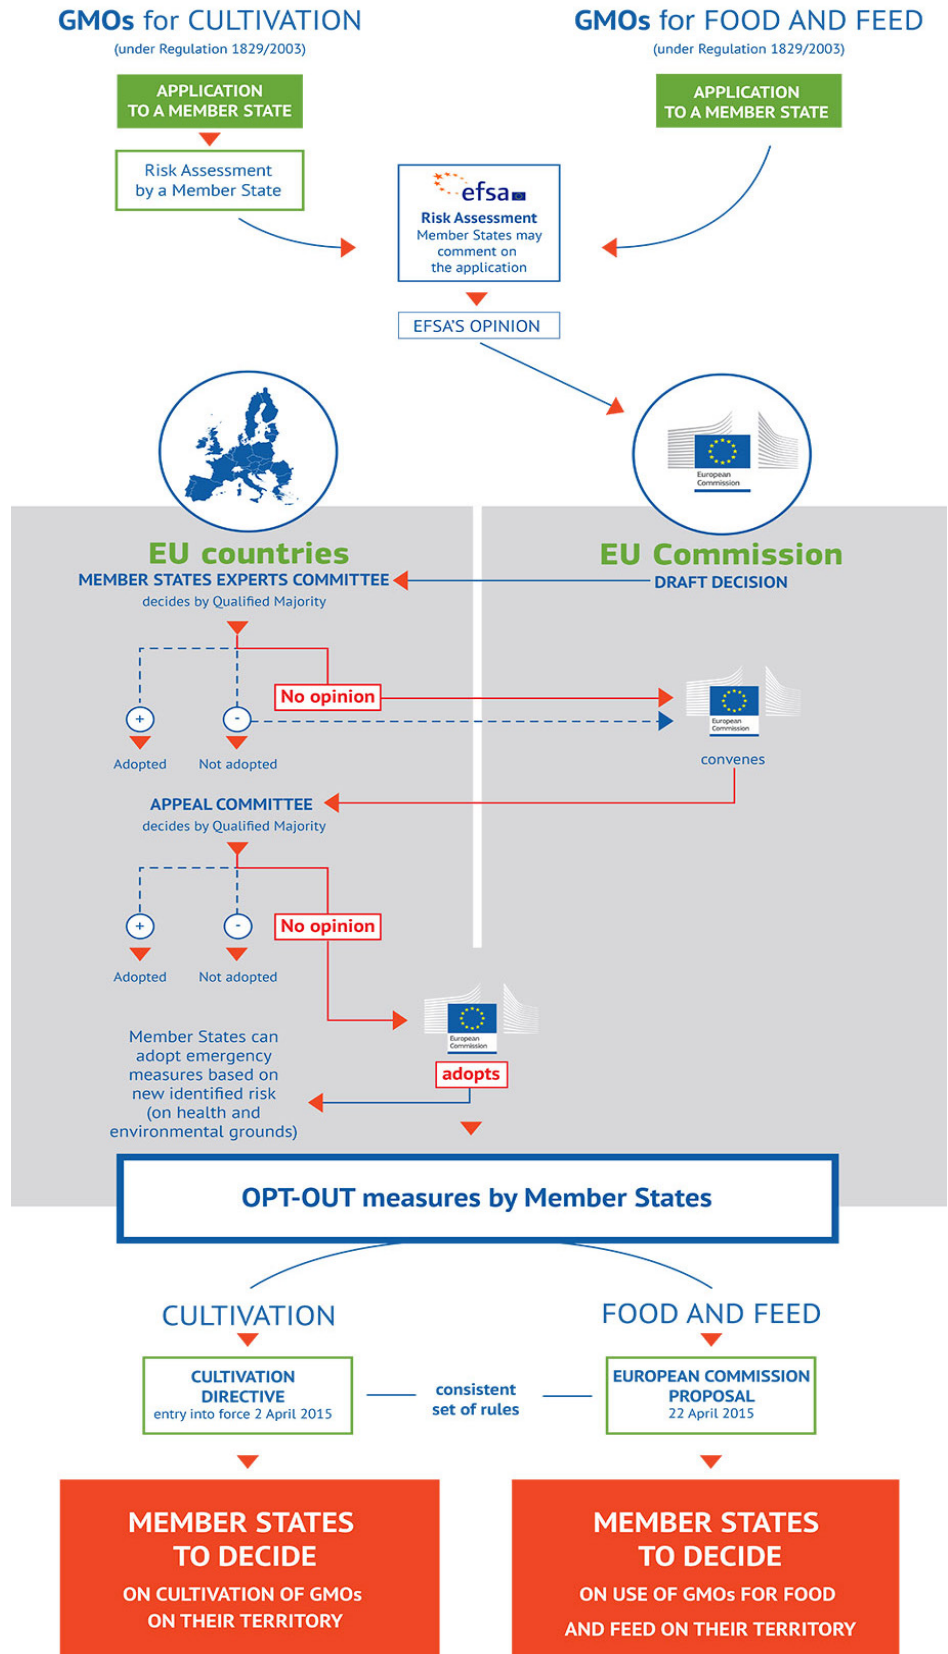 GMOs for CULTIVATION
(under Regulation 1829/2003)
APPLICATION
TO A MEMBER STATE
Risk Assessment
by a Member State
GMOs for FOOD AND FEED
(under Regulation 1829/2003)
APPLICATION
TO A MEMBER STATE
efsa
Risk Assessment
Member States may
comment on
the application
EFSA'S OPINION
European
Commission
EU countries
MEMBER STATES EXPERTS COMMITTEE
decides by Qualified Majority
EU Commission
DRAFT DECISION
No opinion
+
-
Adopted
Not adopted
European
Commission
convenes
APPEAL COMMITTEE
decides by Qualified Majority
No opinion
+
-
Adopted
Not adopted
European
Commission
adopts
Member States can
adopt emergency
measures based on
new identified risk
(on health and
environmental grounds)
OPT-OUT measures by Member States
CULTIVATION
CULTIVATION
DIRECTIVE
entry into force 2 April 2015
consistent
set of rules
FOOD AND FEED
EUROPEAN COMMISSION
PROPOSAL
22 April 2015
MEMBER STATES
TO DECIDE
ON CULTIVATION OF GMOs
ON THEIR TERRITORY
MEMBER STATES
TO DECIDE
ON USE OF GMOs FOR FOOD
AND FEED ON THEIR TERRITORY